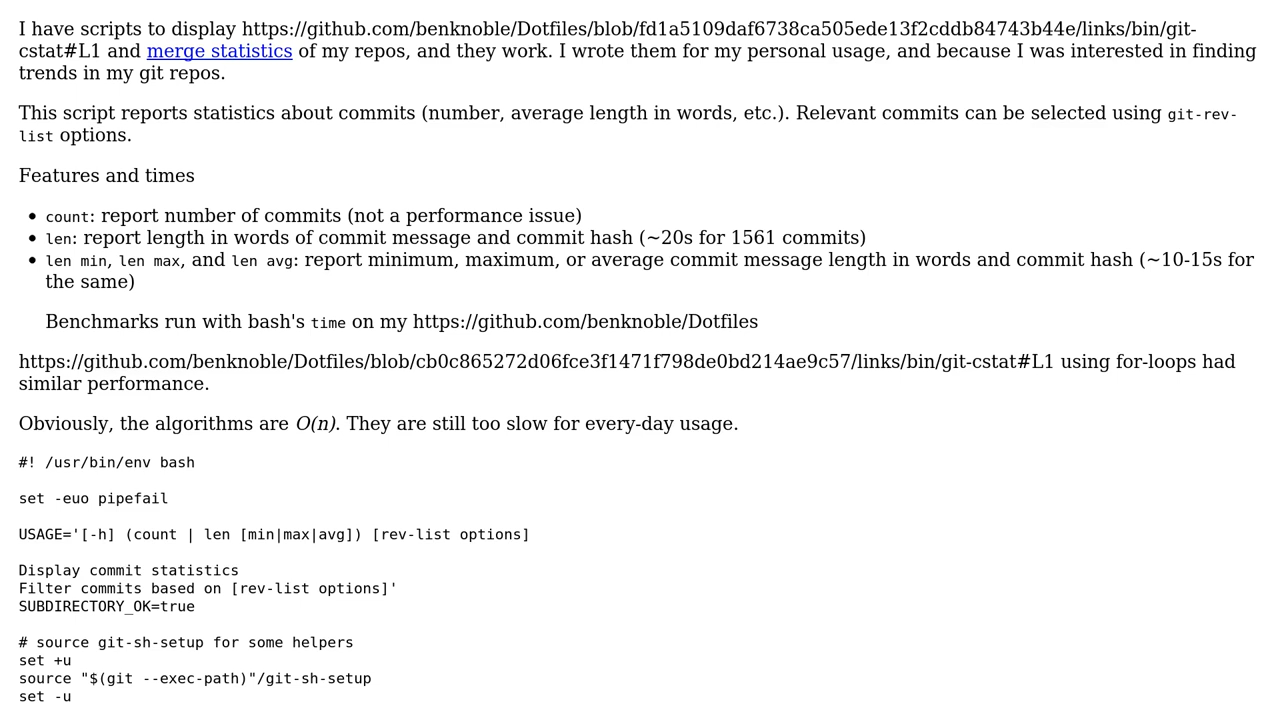 I have scripts to display https://github.com/benknoble/Dotfiles/blob/fd1a5109daf6738ca505ede13f2cddb84743b44e/links/bin/git-
cstat#L1 and merge statistics of my repos, and they work. I wrote them for my personal usage, and because I was interested in finding
trends in my git repos.
This script reports statistics about commits (number, average length in words, etc.). Relevant commits can be selected using git-rev-
list options.
Features and times
• count: report number of commits (not a performance issue)
• len: report length in words of commit message and commit hash (~20s for 1561 commits)
• len min, len max, and len avg: report minimum, maximum, or average commit message length in words and commit hash (~10-15s for
the same)
Benchmarks run with bash's time on my https://github.com/benknoble/Dotfiles
https://github.com/benknoble/Dotfiles/blob/cb0c865272d06fce3f1471f798de0bd214ae9c57/links/bin/git-cstat#L1 using for-loops had
similar performance.
Obviously, the algorithms are O(n). They are still too slow for every-day usage.
#! /usr/bin/env bash
set -euo pipefail
USAGE='[-h] (count | len [min|max|avg]) [rev-list options]
Display commit statistics
Filter commits based on [rev-list options]'
SUBDIRECTORY_OK=true
# source git-sh-setup for some helpers
set +u
source "$(git --exec-path)"/git-sh-setup
set -u